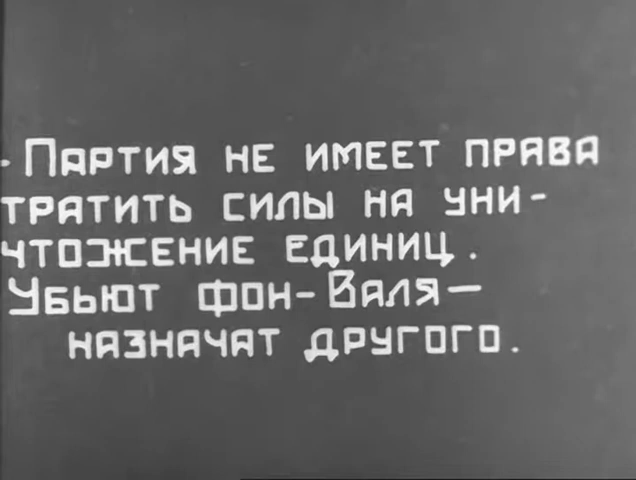 - Партия не имеет права
тратить силы на уни-
чтожение единиц.
Убьют фон-Валя —
назначат другого.